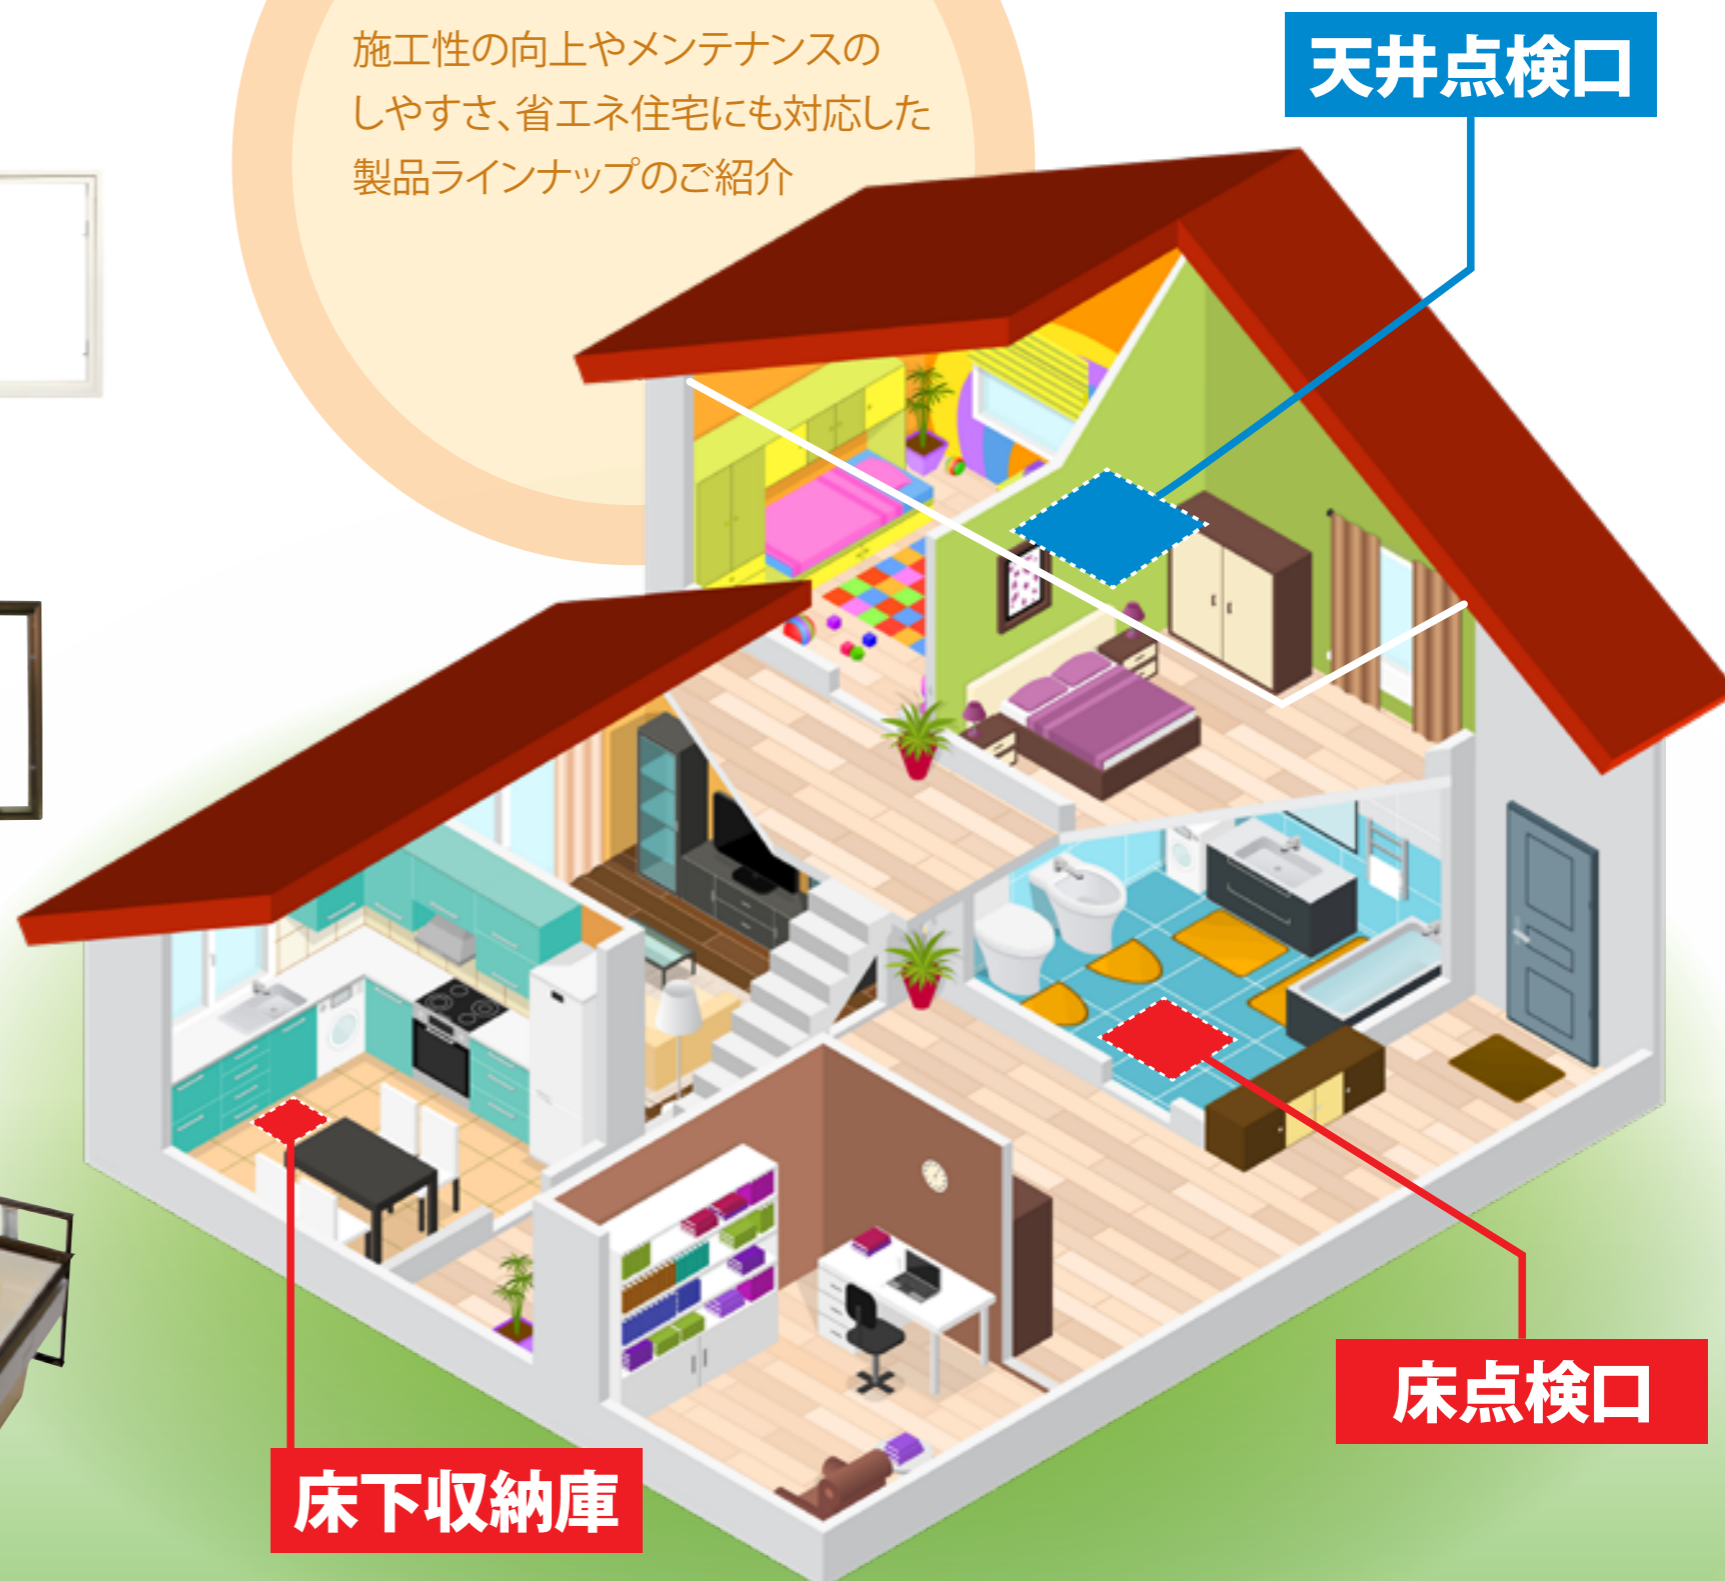 施工性の向上やメンテナンスの
しやすさ、省エネ住宅にも対応した
製品ラインナップのご紹介
天井点検口
床点検口
床下収納庫